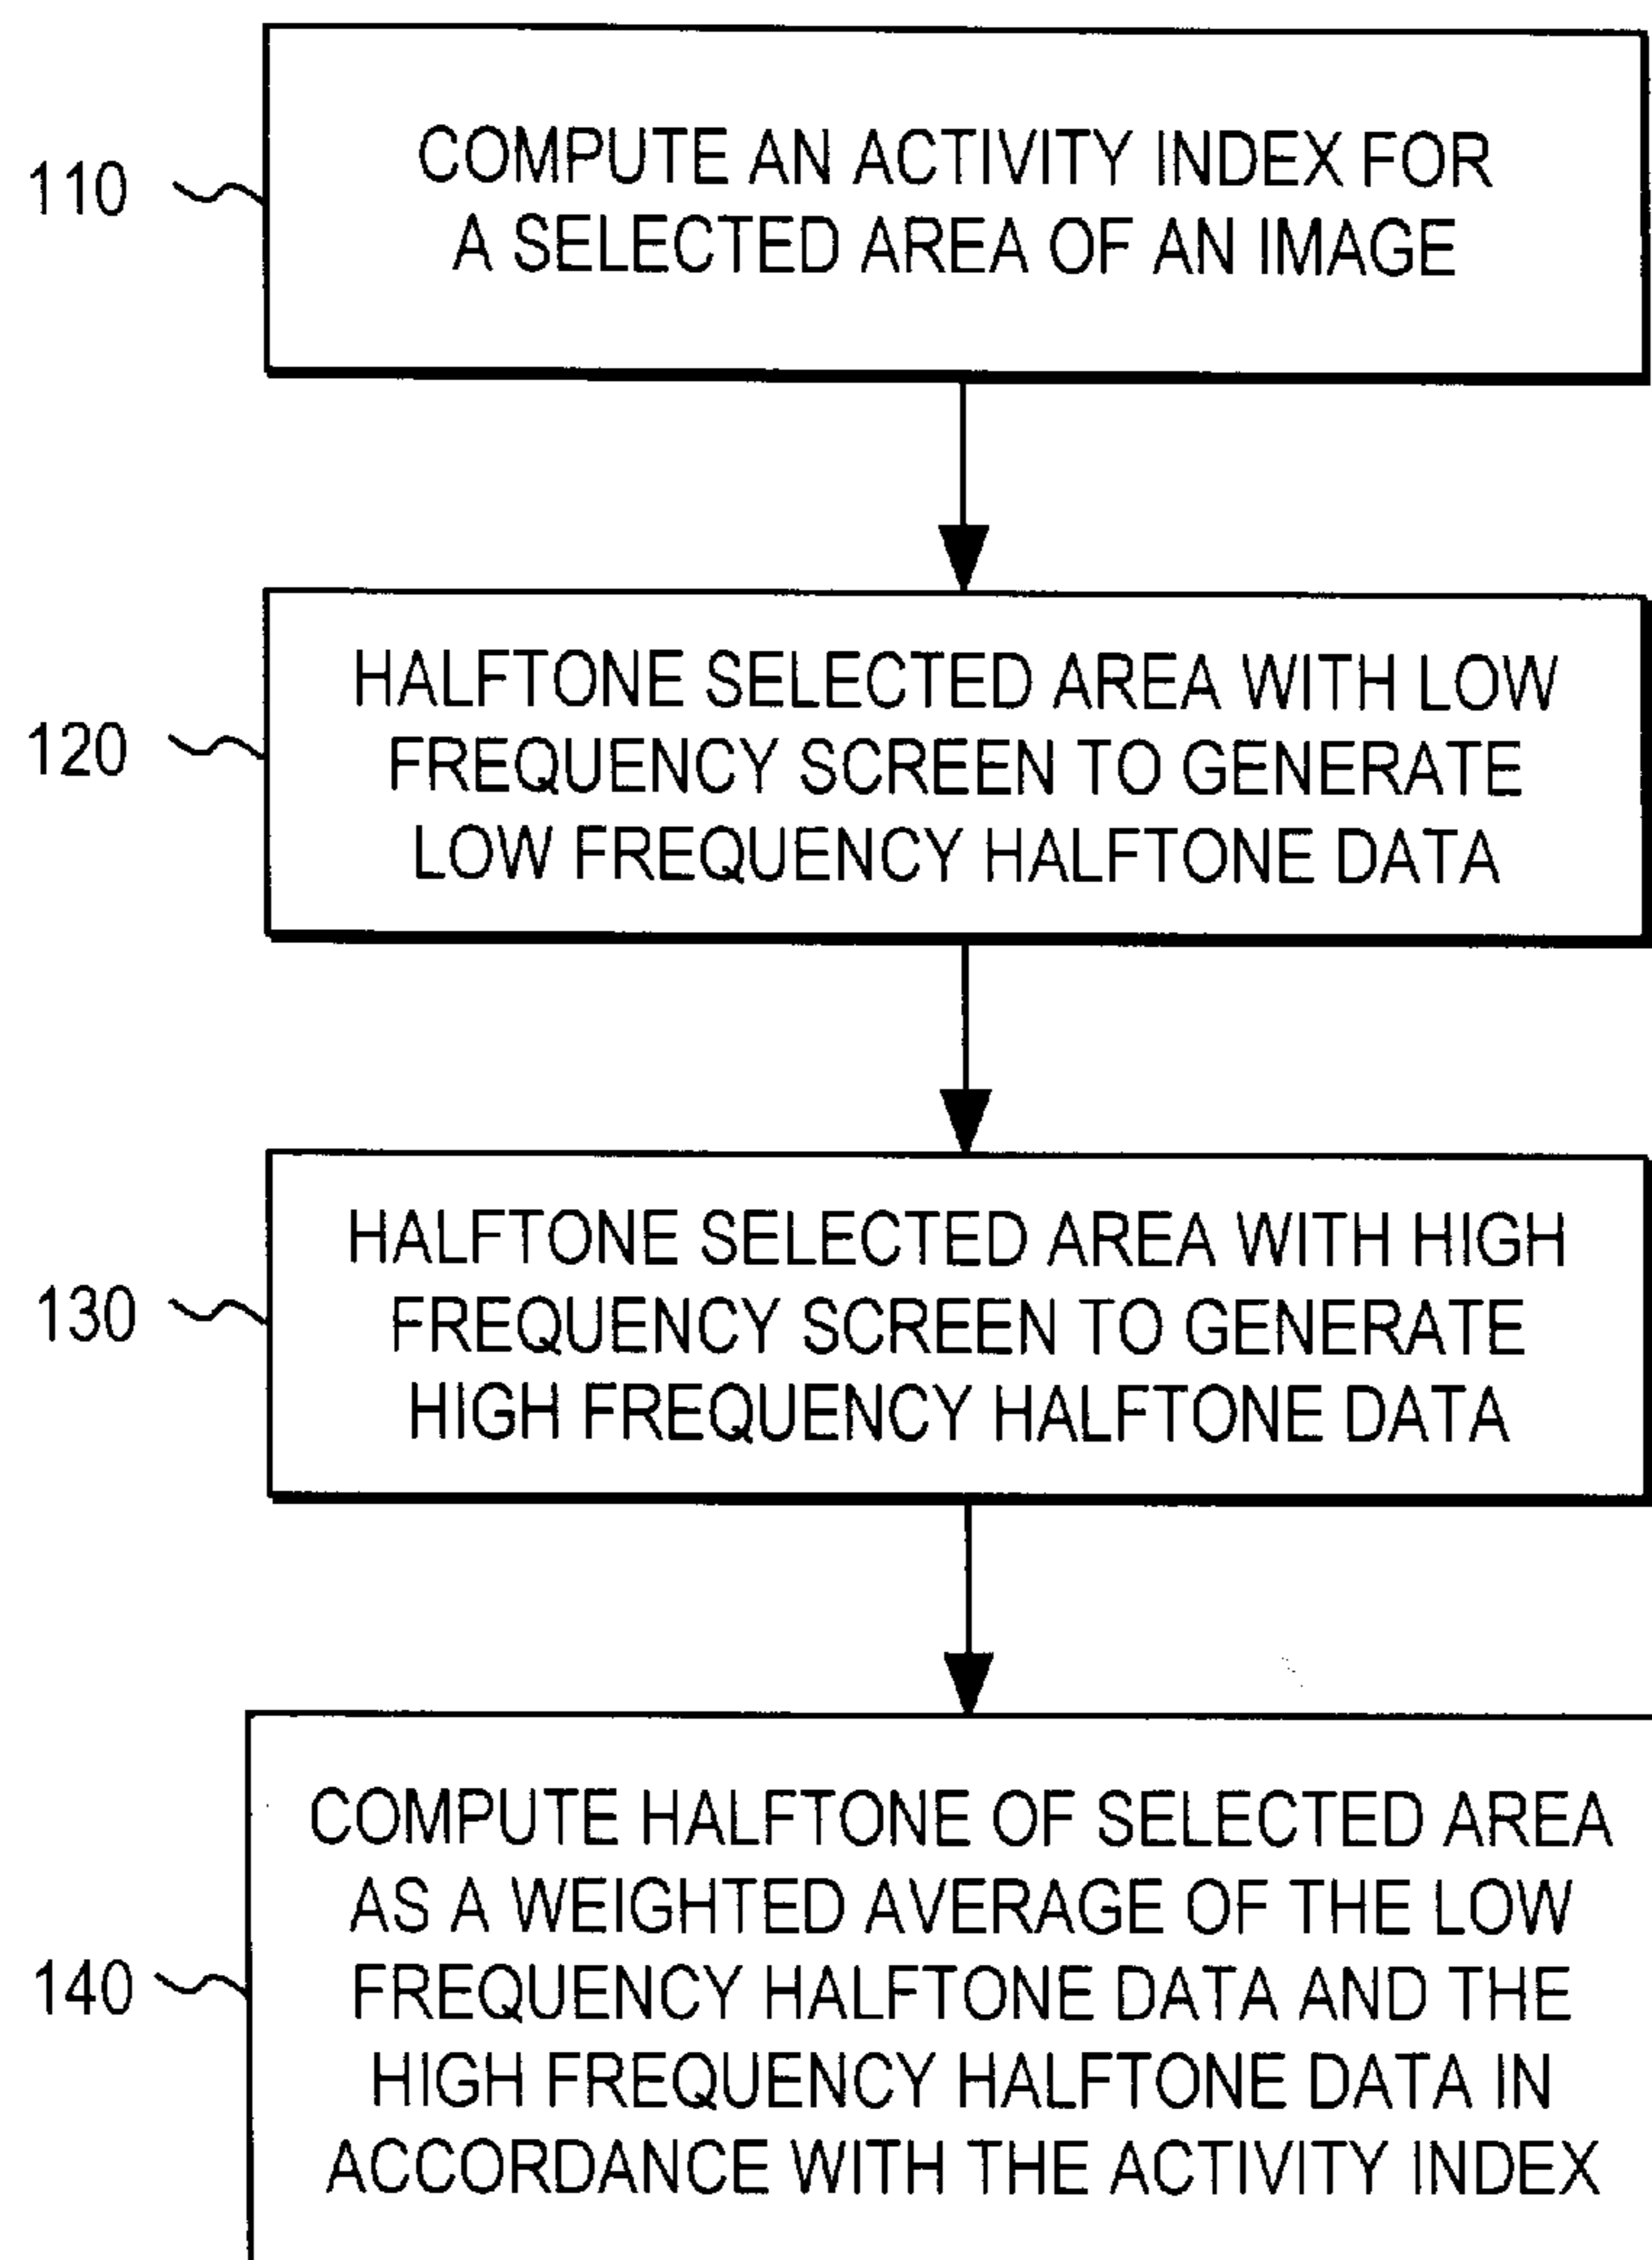 110
COMPUTE AN ACTIVITY INDEX FOR
A SELECTED AREA OF AN IMAGE
120
HALFTONE SELECTED AREA WITH LOW
FREQUENCY SCREEN TO GENERATE
LOW FREQUENCY HALFTONE DATA
130
HALFTONE SELECTED AREA WITH HIGH
FREQUENCY SCREEN TO GENERATE
HIGH FREQUENCY HALFTONE DATA
140
COMPUTE HALFTONE OF SELECTED AREA
AS A WEIGHTED AVERAGE OF THE LOW
FREQUENCY HALFTONE DATA AND THE
HIGH FREQUENCY HALFTONE DATA IN
ACCORDANCE WITH THE ACTIVITY INDEX